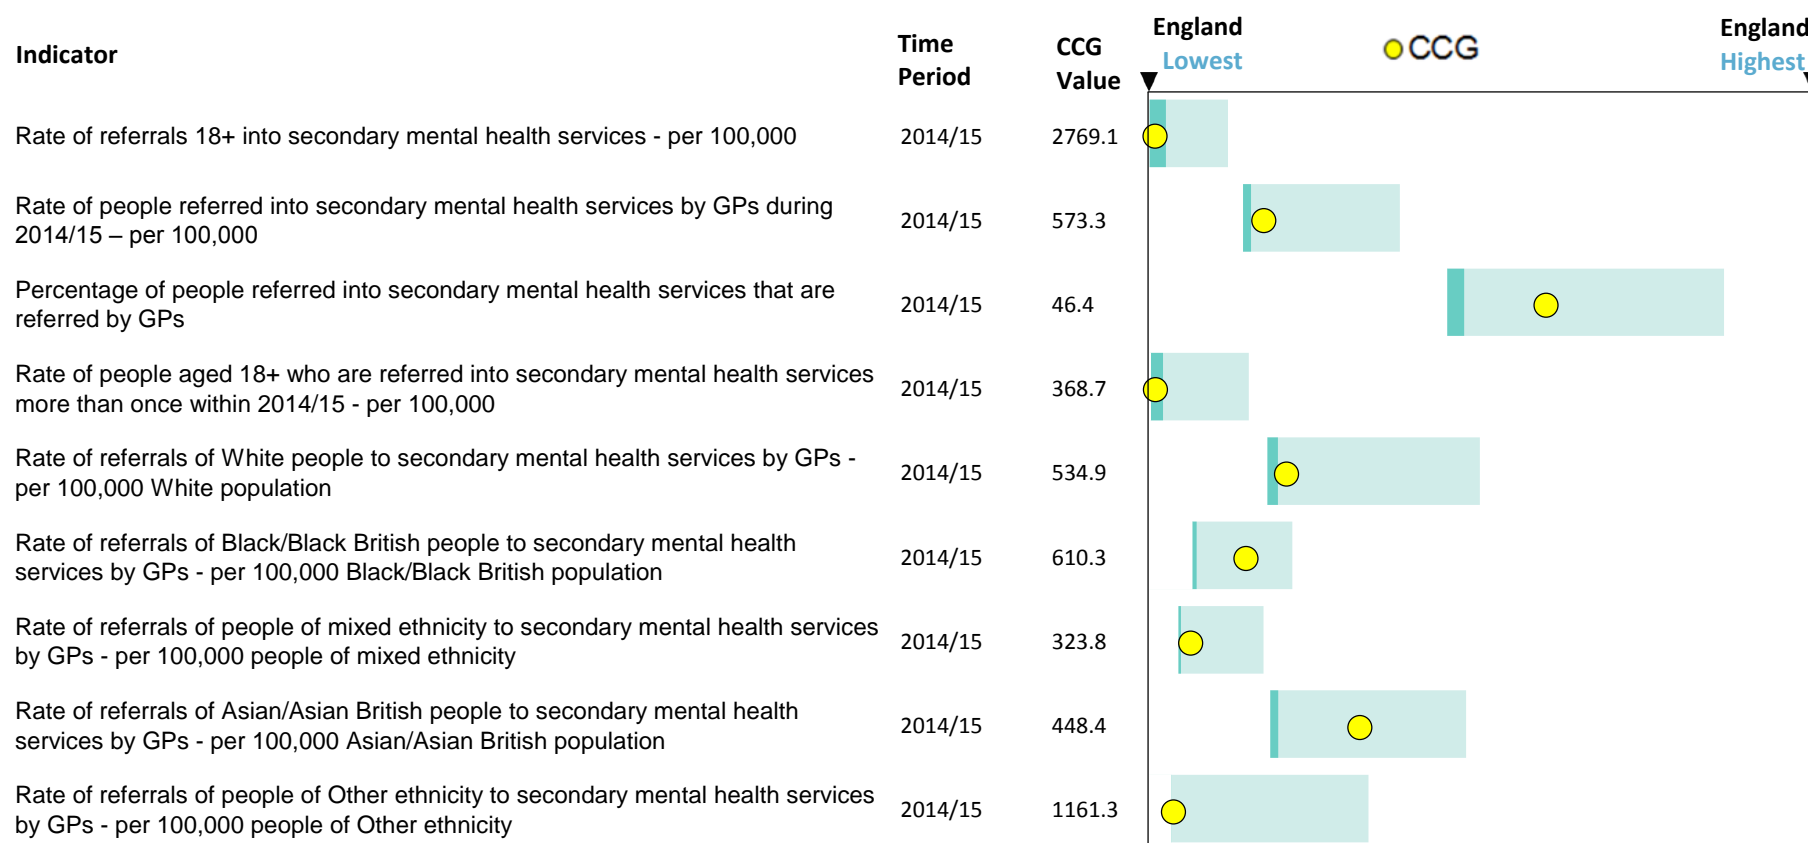 Indicator
Time Period
CCG Value
England Lowest
CCG
England Highest
Rate of referrals 18+ into secondary mental health services - per 100,000
2014/15
2769.1
Rate of people referred into secondary mental health services by GPs during
2014/15 – per 100,000
2014/15
573.3
Percentage of people referred into secondary mental health services that are
referred by GPs
2014/15
46.4
Rate of people aged 18+ who are referred into secondary mental health services
more than once within 2014/15 - per 100,000
2014/15
368.7
Rate of referrals of White people to secondary mental health services by GPs -
per 100,000 White population
2014/15
534.9
Rate of referrals of Black/Black British people to secondary mental health
services by GPs - per 100,000 Black/Black British population
2014/15
610.3
Rate of referrals of people of mixed ethnicity to secondary mental health services
by GPs - per 100,000 people of mixed ethnicity
2014/15
323.8
Rate of referrals of Asian/Asian British people to secondary mental health
services by GPs - per 100,000 Asian/Asian British population
2014/15
448.4
Rate of referrals of people of Other ethnicity to secondary mental health services
by GPs - per 100,000 people of Other ethnicity
2014/15
1161.3